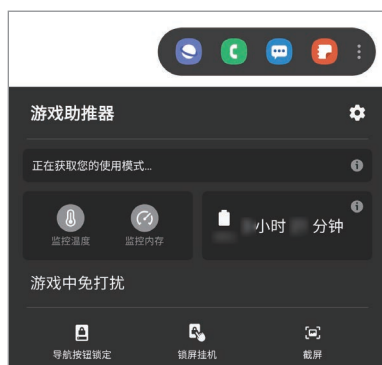 游戏助推器
正在获取您的使用模式...
监控温度 监控内存
小时 分钟
游戏中免打扰
导航按钮锁定 锁屏挂机 截屏